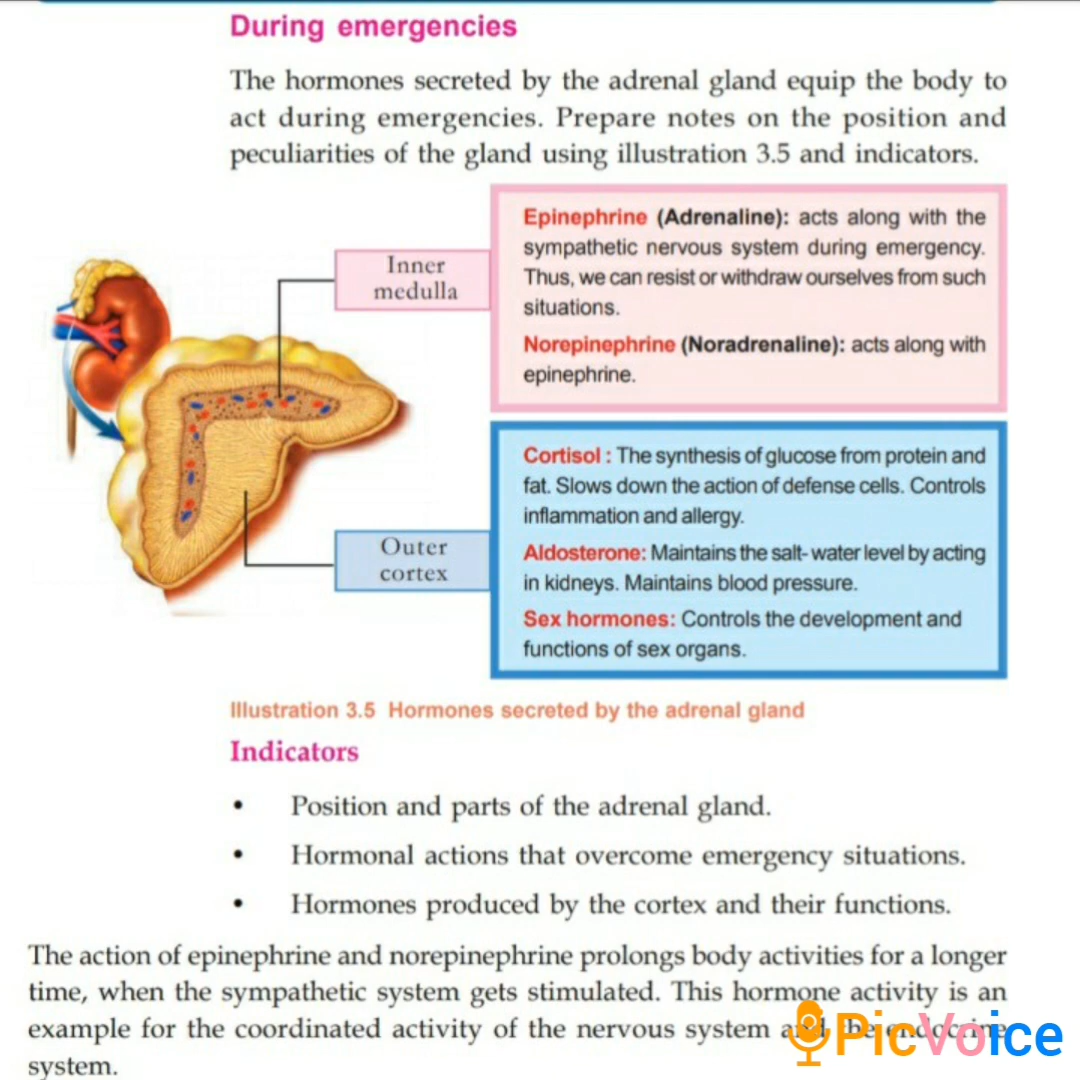 During emergencies
The hormones secreted by the adrenal gland equip the body to
act during emergencies. Prepare notes on the position and
peculiarities of the gland using illustration 3.5 and indicators.
Inner
medulla
Epinephrine (Adrenaline): acts along with the
sympathetic nervous system during emergency.
Thus, we can resist or withdraw ourselves from such
situations.
Norepinephrine (Noradrenaline): acts along with
epinephrine.
Outer
cortex
Cortisol : The synthesis of glucose from protein and
fat. Slows down the action of defense cells. Controls
inflammation and allergy.
Aldosterone: Maintains the salt- water level by acting
in kidneys. Maintains blood pressure.
Sex hormones: Controls the development and
functions of sex organs.
Illustration 3.5 Hormones secreted by the adrenal gland
Indicators
• Position and parts of the adrenal gland.
• Hormonal actions that overcome emergency situations.
• Hormones produced by the cortex and their functions.
The action of epinephrine and norepinephrine prolongs body activities for a longer
time, when the sympathetic system gets stimulated. This hormone activity is an
example for the coordinated activity of the nervous system and the endocrine
system.
PicVoice